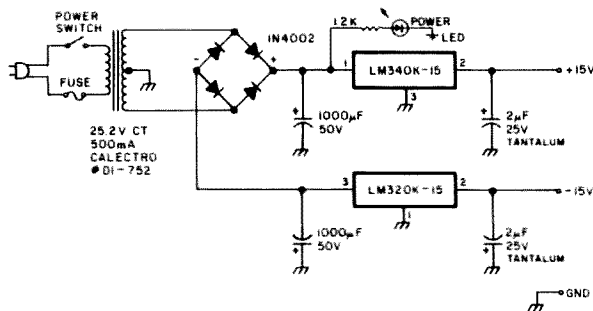 POWER
SWITCH
FUSE
25.2V CT
500mA
CALECTRO
#DI-752
1N4002
-
+
1.2K
POWER
LED
1
LM340K-15
2
3
+15V
+
1000μF
50V
+
2μF
25V
TANTALUM
3
LM320K-15
2
1
-15V
1000μF
50V
+
2μF
25V
TANTALUM
+
GND